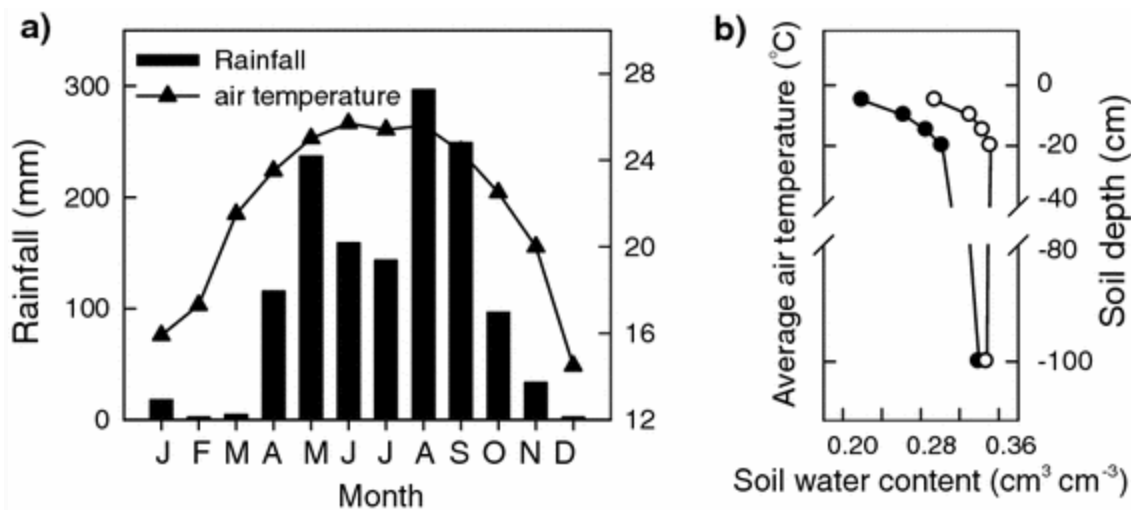 a)
Rainfall
air temperature
Rainfall (mm)
300
200
100
0
28
24
20
16
12
J F M A M J J A S O N D
Month
b)
Average air temperature (°C)
0
-20
-40
-80
-100
Soil depth (cm)
0.20 0.28 0.36
Soil water content (cm³ cm⁻³)